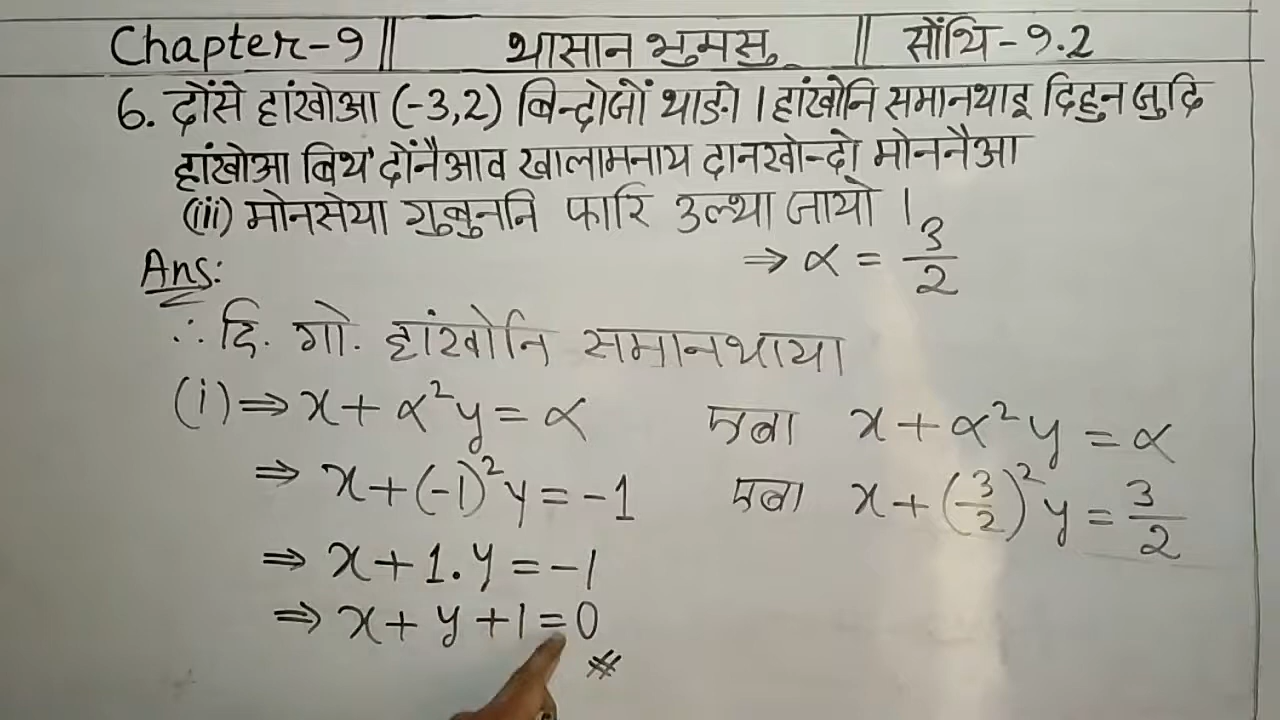 Chapter-9 || थासान भुमसु || सोंथि - 9.2
6. दोंसे हांखोआ (-3,2) बिन्दोजों थाङो । हांखोनि समानथाइ दिहुन जुदि
हांखोआ बिथ' दोंनैआव खालामनाय दानखोन्दो मोननैआ
(iii) मोनसेया गुबुननि फारि उल्था जायो ।
⇒ α = 3/2
Ans:
∴ दि. गो. हांखोनि समानथाया
(i) ⇒ x + α²y = α एबा x + α²y = α
⇒ x + (-1)²y = -1 एबा x + (3/2)²y = 3/2
⇒ x + 1.y = -1
⇒ x + y + 1 = 0